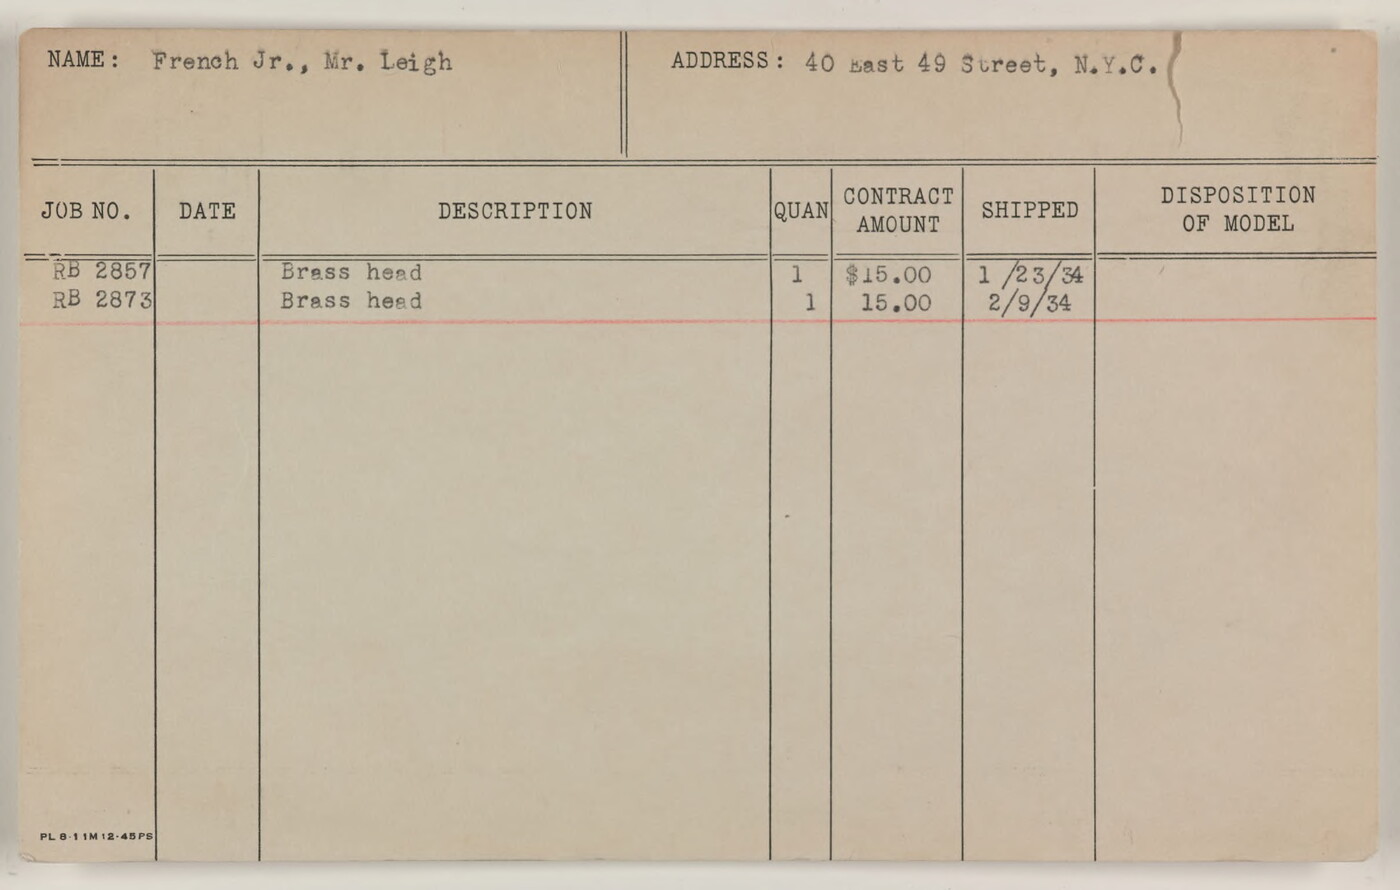 NAME: French Jr., Mr. Leigh ADDRESS: 40 East 49 Street, N.Y.C.
JOB NO. DATE DESCRIPTION QUAN CONTRACT AMOUNT SHIPPED DISPOSITION OF MODEL
RB 2857 Brass head 1 $15.00 1 /23/34
RB 2873 Brass head 1 15.00 2/9/34
PL 8-1 1M 12-45 PS